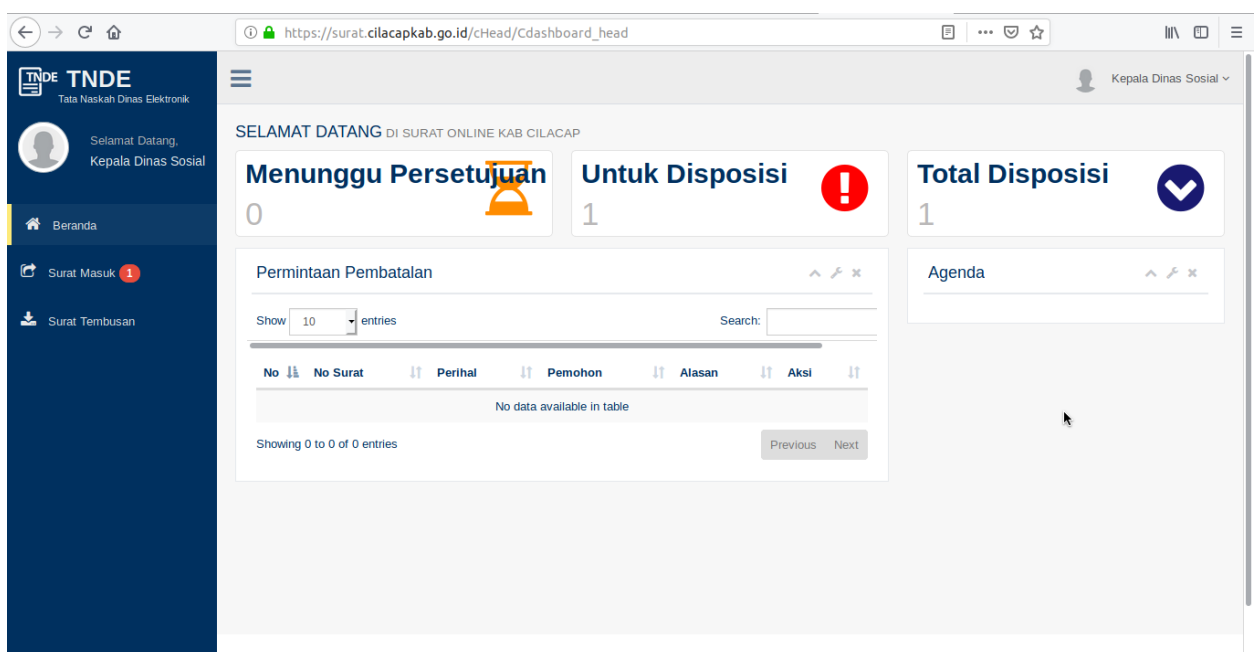 https://surat.cilacapkab.go.id/cHead/Cdashboard_head
TNDE TNDE
Tata Naskah Dinas Elektronik
Kepala Dinas Sosial
Selamat Datang,
Kepala Dinas Sosial
Beranda
Surat Masuk 1
Surat Tembusan
SELAMAT DATANG DI SURAT ONLINE KAB CILACAP
Menunggu Persetujuan
0
Untuk Disposisi
1
Total Disposisi
1
Permintaan Pembatalan
Show 10 entries
Search:
No No Surat Perihal Pemohon Alasan Aksi
No data available in table
Showing 0 to 0 of 0 entries
Previous Next
Agenda